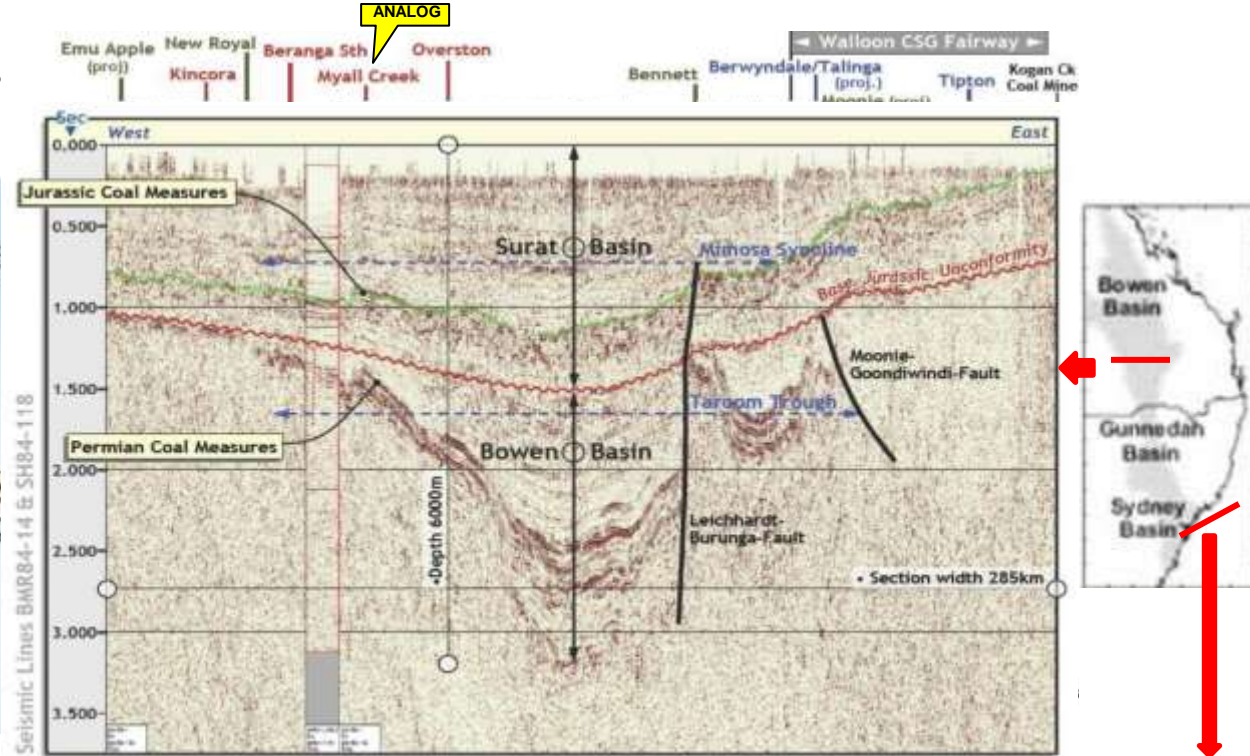 ANALOG
Emu Apple
(proj)
New Royal
Kincora
Beranga Sth
Myall Creek
Overston
Bennett
◄ Walloon CSG Fairway ►
Berwyndale/Talinga
(proj.)
Moonie (proj)
Tipton
Kogan Ck
Coal Mine
Sec
West
East
0.000
Jurassic Coal Measures
0.500
Surat Basin
Mimosa Syncline
Base Jurassic Unconformity
1.000
Moonie-
Goondiwindi-Fault
1.500
Taroom Trough
Permian Coal Measures
Bowen Basin
2.000
•Depth 6000m
Leichhardt-
Burunga-Fault
2.500
• Section width 285km
3.000
3.500
Seismic Lines BMR84-14 & SH84-118
Bowen
Basin
Gunnedah
Basin
Sydney
Basin